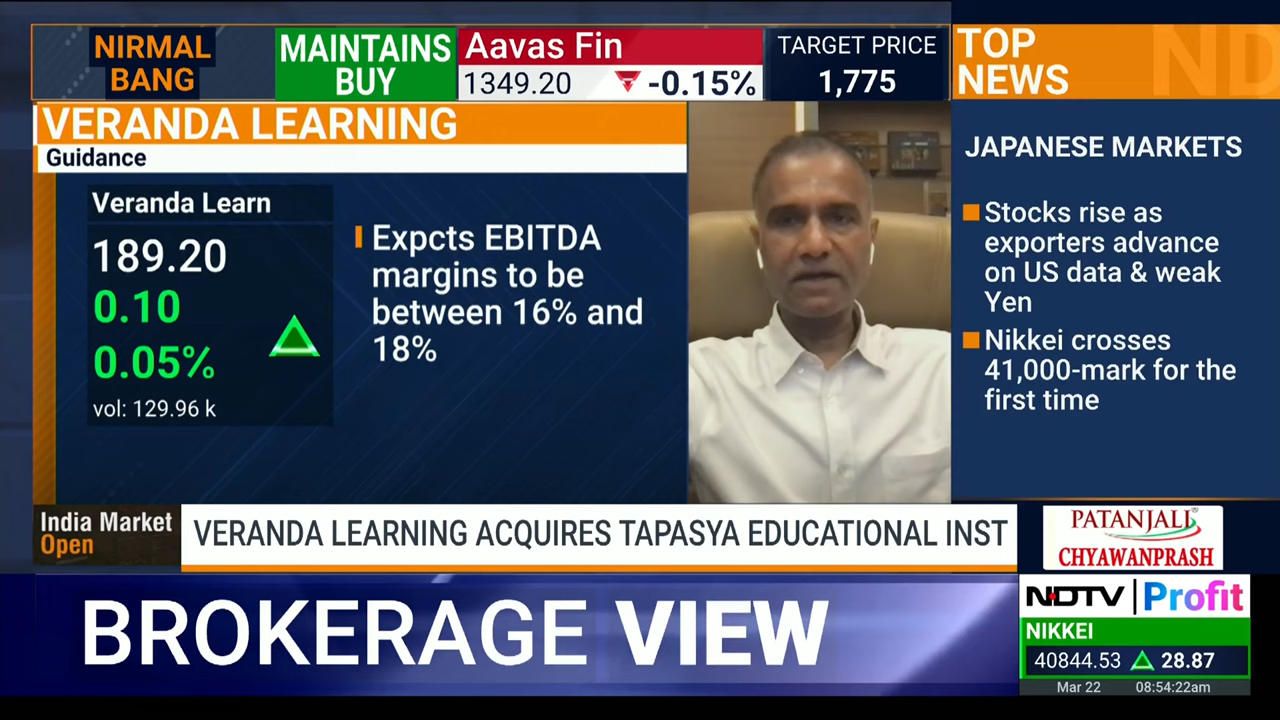 NIRMAL
BANG
MAINTAINS
BUY
Aavas Fin
1349.20 -0.15%
TARGET PRICE
1,775
TOP
NEWS
VERANDA LEARNING
Guidance
Veranda Learn
189.20
0.10
0.05%
vol: 129.96 k
Expcts EBITDA
margins to be
between 16% and
18%
JAPANESE MARKETS
Stocks rise as
exporters advance
on US data & weak
Yen
Nikkei crosses
41,000-mark for the
first time
India Market
Open
VERANDA LEARNING ACQUIRES TAPASYA EDUCATIONAL INST
PATANJALI®
CHYAWANPRASH
BROKERAGE VIEW
NDTV Profit
NIKKEI
40844.53 28.87
Mar 22 08:54:22am